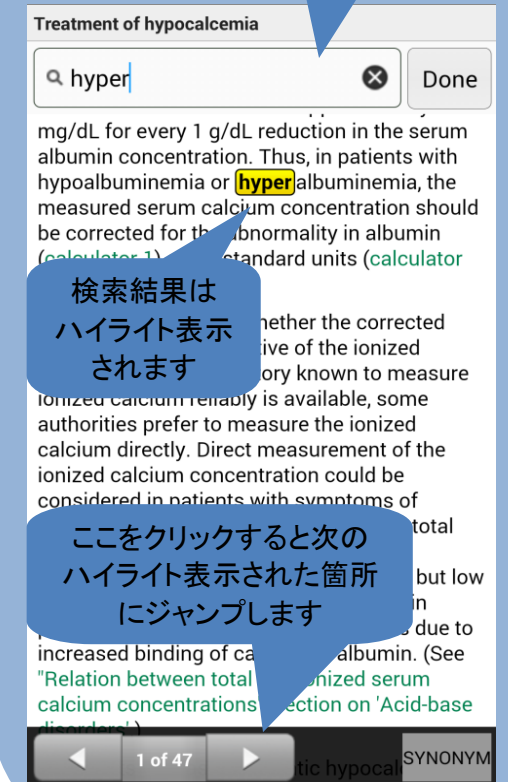 Treatment of hypocalcemia
hyper
Done
mg/dL for every 1 g/dL reduction in the serum
albumin concentration. Thus, in patients with
hypoalbuminemia or hyperalbuminemia, the
measured serum calcium concentration should
be corrected for the abnormality in albumin
(calculator 1) standard units (calculator
検索結果は
ハイライト表示
されます
whether the corrected
ive of the ionized
ory known to measure
ionized calcium reliably is available, some
authorities prefer to measure the ionized
calcium directly. Direct measurement of the
ionized calcium concentration could be
considered in patients with symptoms of
total
ここをクリックすると次の
ハイライト表示された箇所
にジャンプします
but low
in
due to
increased binding of albumin. (See
"Relation between total ionized serum
calcium concentrations section on 'Acid-base
disorders'.)
1 of 47
tic hypocal
SYNONYM